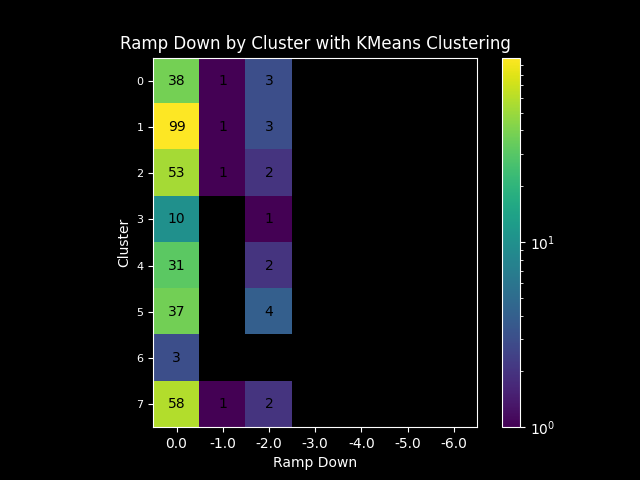 Ramp Down by Cluster with KMeans Clustering
0 38 1 3
1 99 1 3
2 53 1 2
3 10 1
4 31 2
5 37 4
6 3
7 58 1 2
0.0 -1.0 -2.0 -3.0 -4.0 -5.0 -6.0
Ramp Down
Cluster
10¹
10⁰